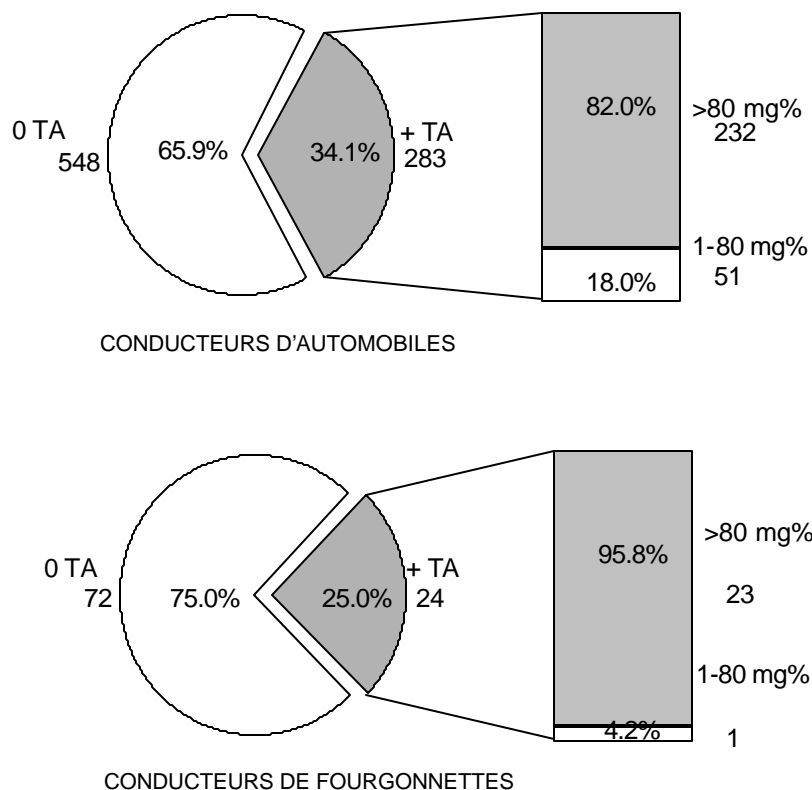 82.0%
>80 mg%
232
0 TA
548
65.9%
34.1%
+ TA
283
1-80 mg%
51
18.0%
CONDUCTEURS D'AUTOMOBILES
95.8%
>80 mg%
23
0 TA
72
75.0%
25.0%
+ TA
24
1-80 mg%
4.2%
1
CONDUCTEURS DE FOURGONNETTES